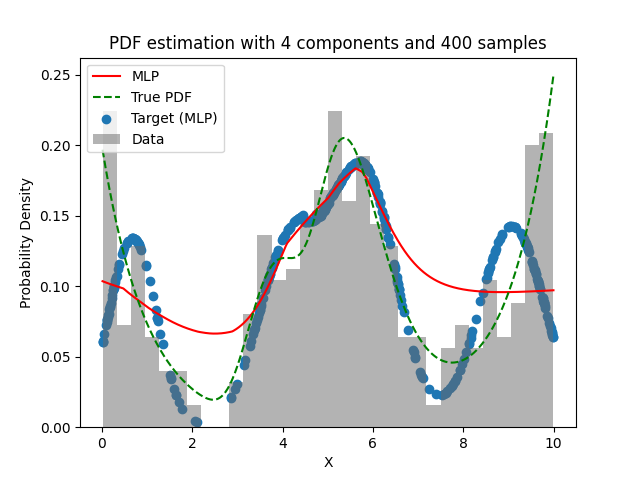 PDF estimation with 4 components and 400 samples
MLP
True PDF
Target (MLP)
Data
Probability Density
0.25
0.20
0.15
0.10
0.05
0.00
0 2 4 6 8 10
X